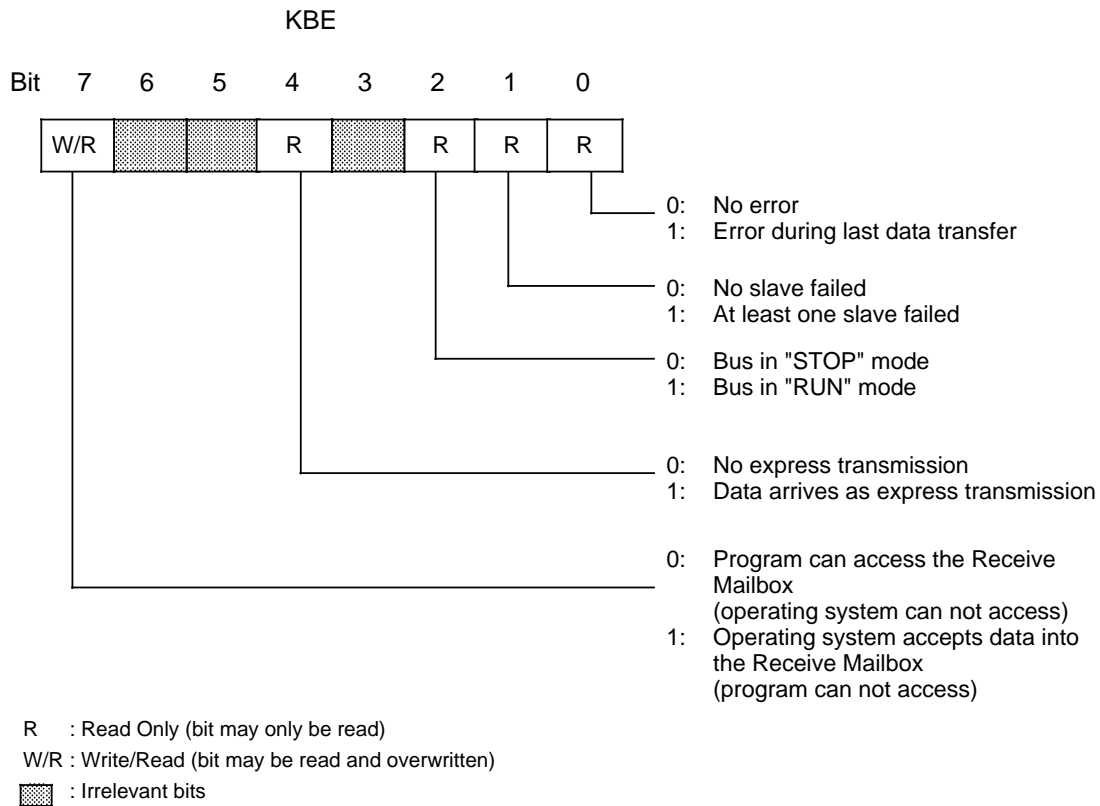 KBE
Bit 7 6 5 4 3 2 1 0
W/R R R R R
0: No error
1: Error during last data transfer
0: No slave failed
1: At least one slave failed
0: Bus in "STOP" mode
1: Bus in "RUN" mode
0: No express transmission
1: Data arrives as express transmission
0: Program can access the Receive
Mailbox
(operating system can not access)
1: Operating system accepts data into
the Receive Mailbox
(program can not access)
R : Read Only (bit may only be read)
W/R : Write/Read (bit may be read and overwritten)
: Irrelevant bits